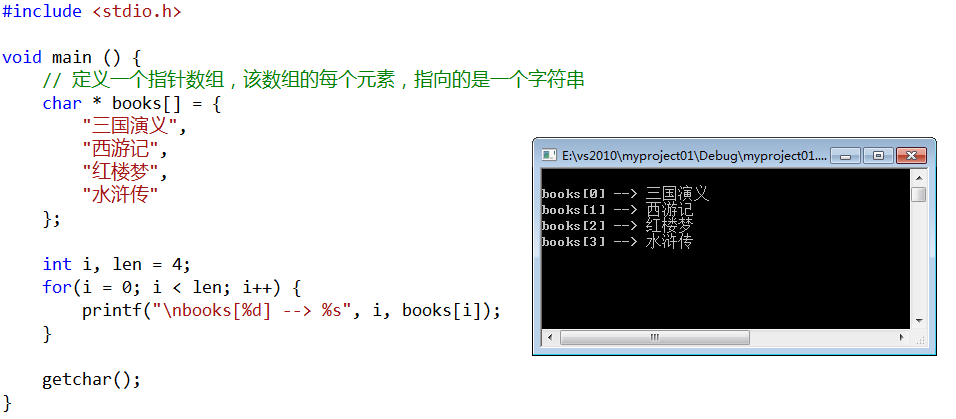 #include <stdio.h>
void main () {
// 定义一个指针数组，该数组的每个元素，指向的是一个字符串
char * books[] = {
"三国演义",
"西游记",
"红楼梦",
"水浒传"
};
int i, len = 4;
for(i = 0; i < len; i++) {
printf("\nbooks[%d] --> %s", i, books[i]);
}
getchar();
}
E:\vs2010\myproject01\Debug\myproject01....
books[0] --> 三国演义
books[1] --> 西游记
books[2] --> 红楼梦
books[3] --> 水浒传